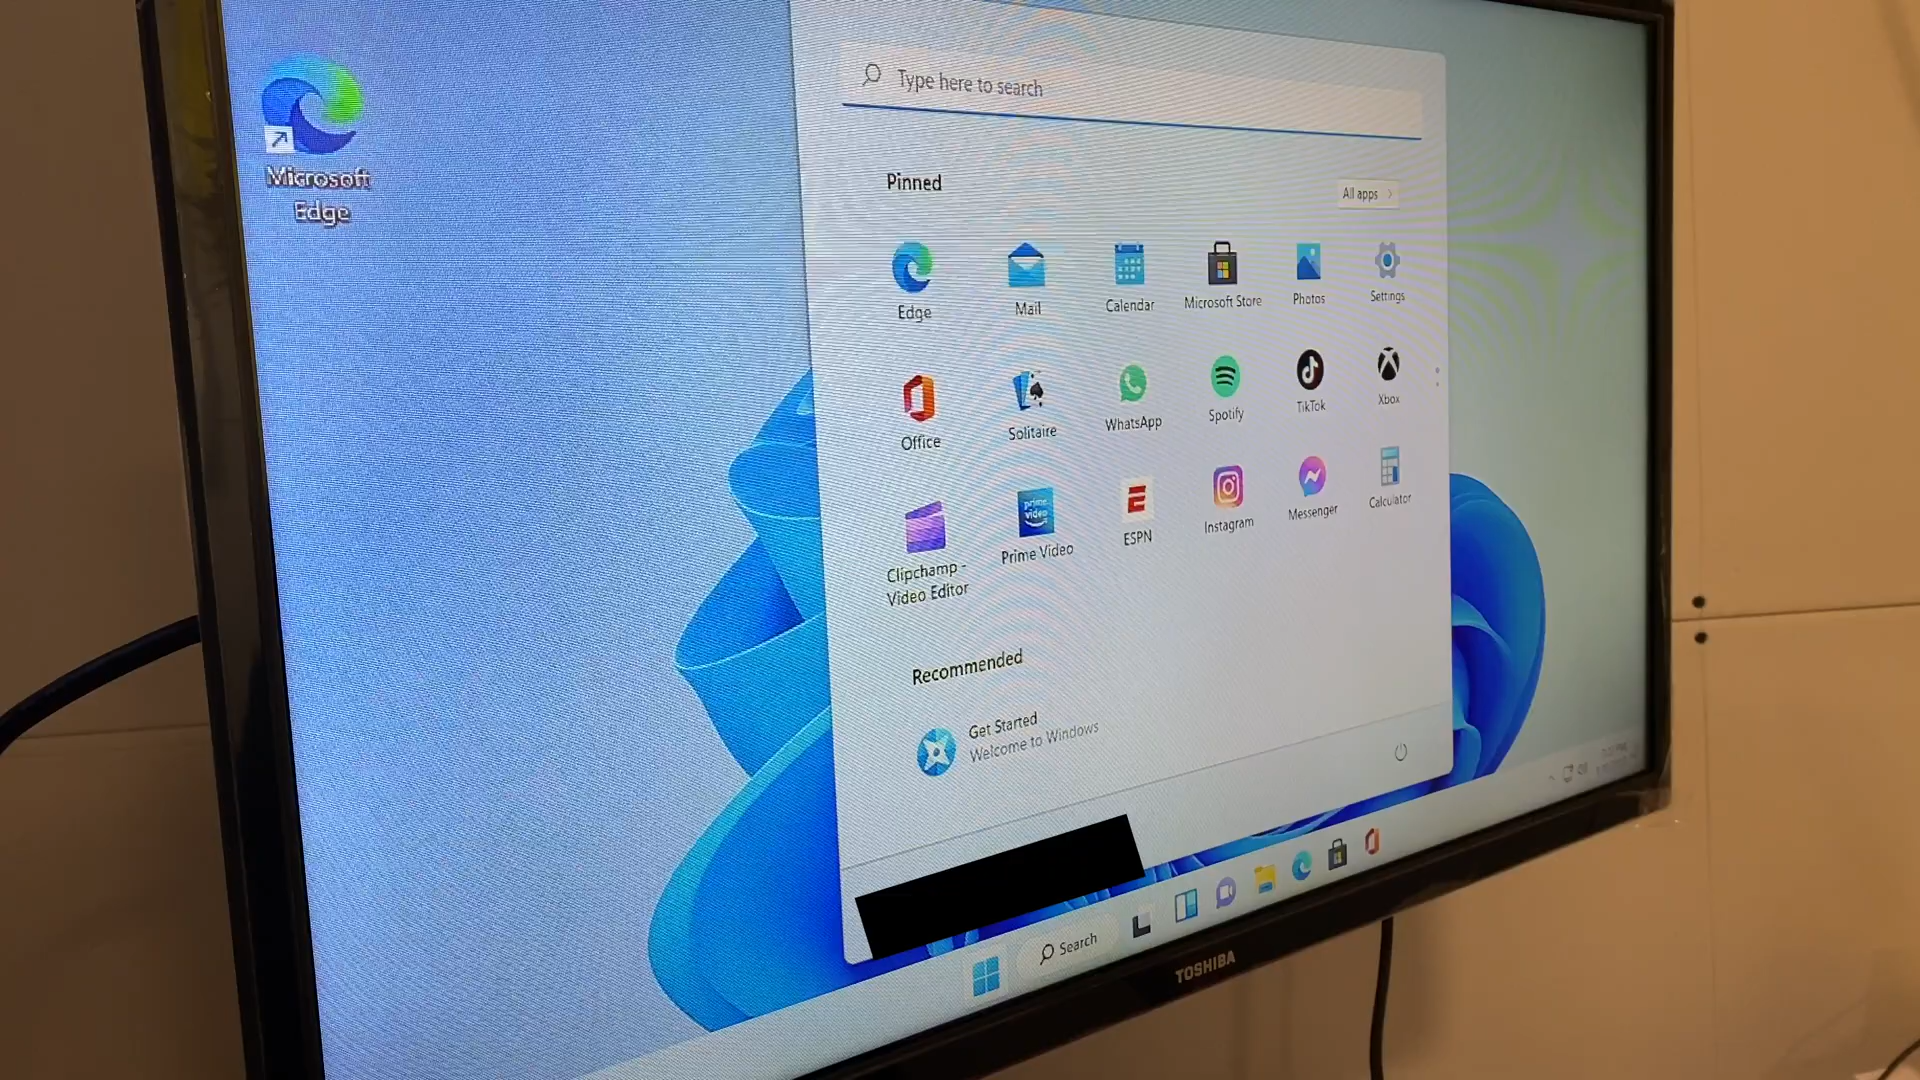 Microsoft
Edge
Type here to search
Pinned
All apps
Edge
Mail
Calendar
Microsoft Store
Photos
Settings
Office
Solitaire
WhatsApp
Spotify
TikTok
Xbox
Clipchamp -
Video Editor
prime
video
Prime Video
ESPN
Instagram
Messenger
Calculator
Recommended
Get Started
Welcome to Windows
Search
TOSHIBA